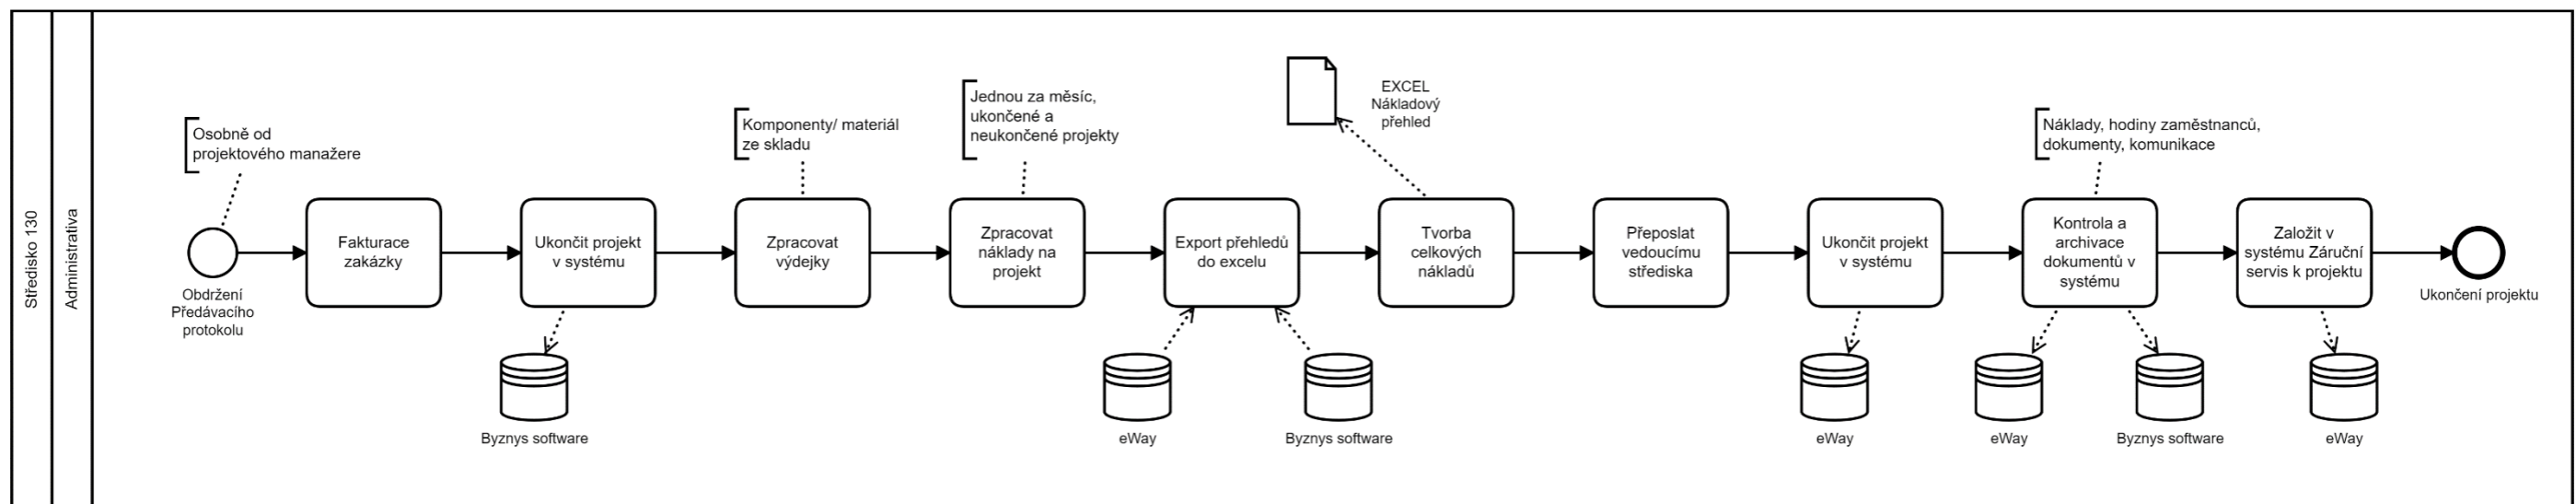 Středisko 130
Administrativa
Osobně od
projektového manažere
Obdržení
Předávacího
protokolu
Fakturace
zakázky
Ukončit projekt
v systému
Byznys software
Komponenty/ materiál
ze skladu
Zpracovat
výdejky
Jednou za měsíc,
ukončené a
neukončené projekty
Zpracovat
náklady na
projekt
Export přehledů
do excelu
eWay
Byznys software
EXCEL
Nákladový
přehled
Tvorba
celkových
nákladů
Přeposlat
vedoucímu
střediska
Ukončit projekt
v systému
eWay
Náklady, hodiny zaměstnanců,
dokumenty, komunikace
Kontrola a
archivace
dokumentů v
systému
eWay
Byznys software
Založit v
systému Záruční
servis k projektu
eWay
Ukončení projektu